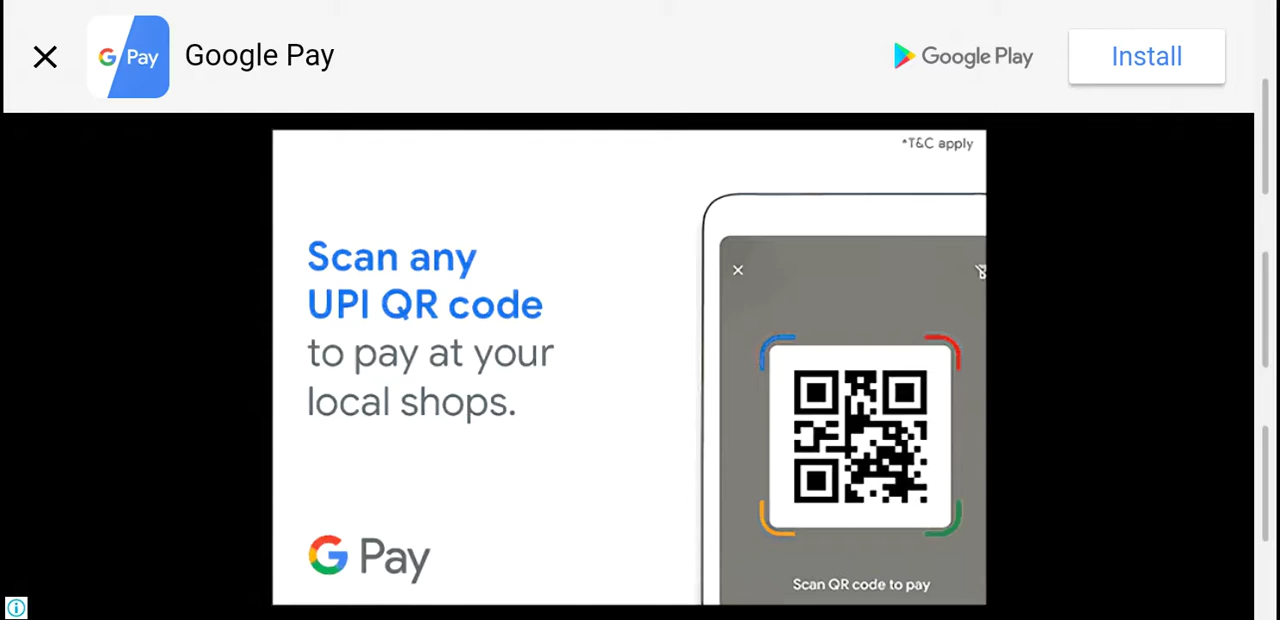 G Pay
Google Pay
Google Play
Install
*T&C apply
Scan any
UPI QR code
to pay at your
local shops.
G Pay
Scan QR code to pay